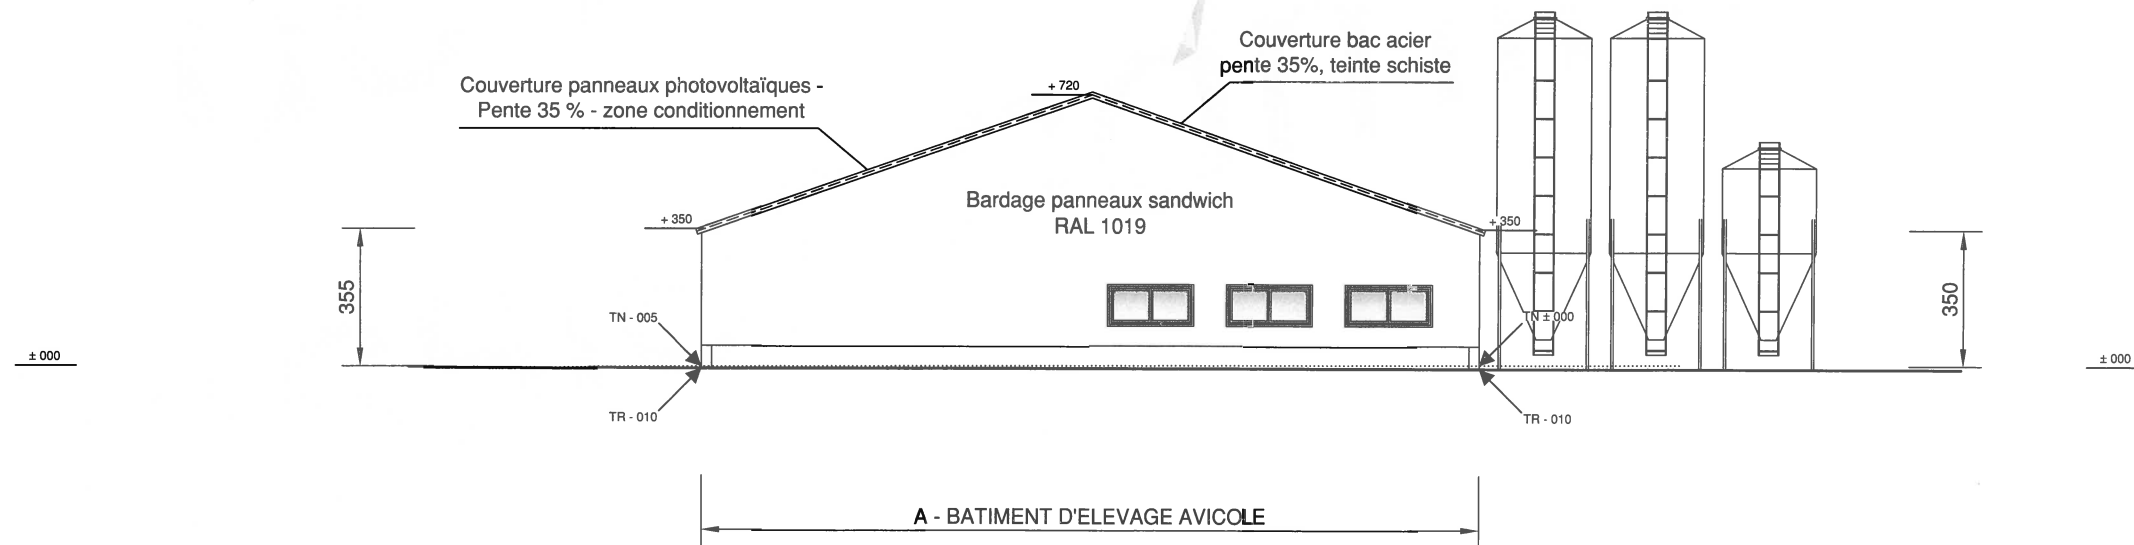 Couverture bac acier
pente 35%, teinte schiste
Couverture panneaux photovoltaïques -
Pente 35 % - zone conditionnement
+ 720
Bardage panneaux sandwich
RAL 1019
+ 350
+ 350
355
350
TN - 005
TN ± 000
± 000
± 000
TR - 010
TR - 010
A - BATIMENT D'ELEVAGE AVICOLE